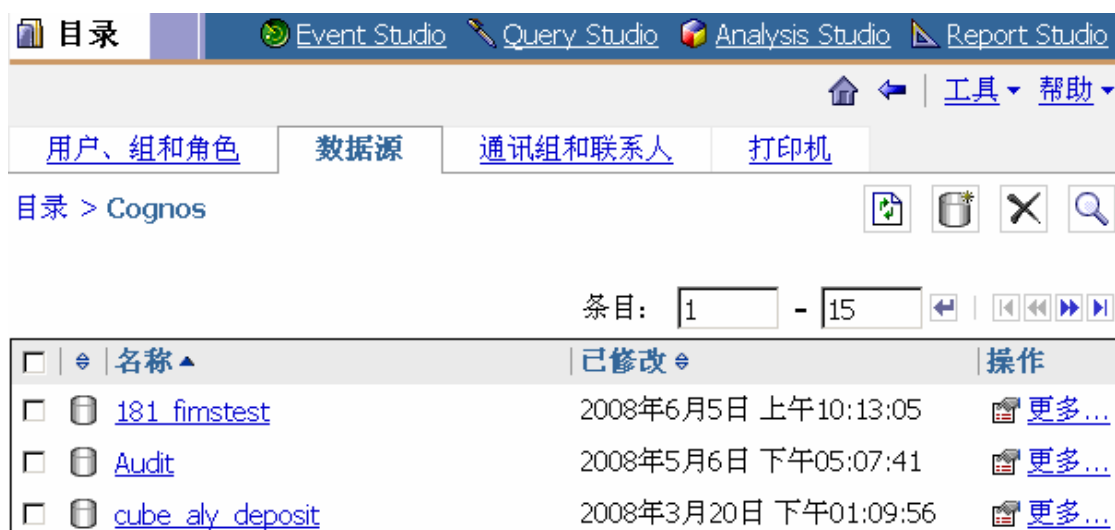 目录 Event Studio Query Studio Analysis Studio Report Studio
工具 帮助
用户、组和角色 数据源 通讯组和联系人 打印机
目录 > Cognos
条目: 1 - 15
名称 已修改 操作
181_fimstest 2008年6月5日 上午10:13:05 更多...
Audit 2008年5月6日 下午05:07:41 更多...
cube_aly_deposit 2008年3月20日 下午01:09:56 更多...